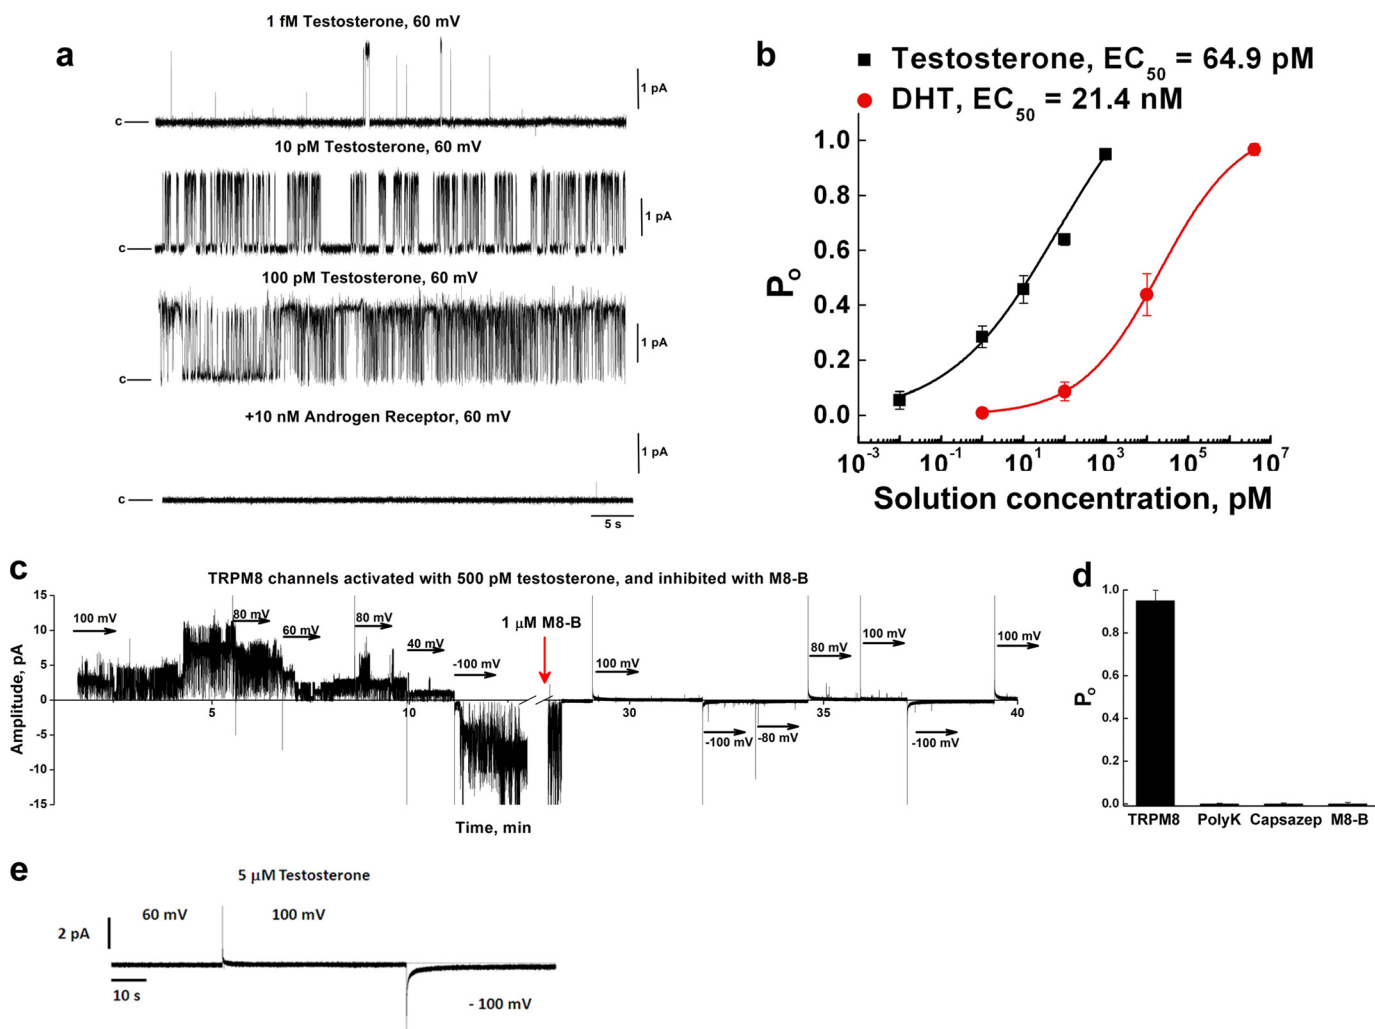 a
1 fM Testosterone, 60 mV
1 pA
c
10 pM Testosterone, 60 mV
1 pA
c
100 pM Testosterone, 60 mV
1 pA
c
+10 nM Androgen Receptor, 60 mV
1 pA
c
5 s
b
Testosterone, EC50 = 64.9 pM
DHT, EC50 = 21.4 nM
1.0
0.8
0.6
0.4
0.2
0.0
Po
10-3 10-1 101 103 105 107
Solution concentration, pM
c
TRPM8 channels activated with 500 pM testosterone, and inhibited with M8-B
15
10
5
0
-5
-10
-15
Amplitude, pA
100 mV
80 mV
60 mV
80 mV
40 mV
-100 mV
1 μM M8-B
100 mV
-100 mV
-80 mV
80 mV
100 mV
-100 mV
100 mV
5 10 30 35 40
Time, min
d
1.0
0.8
0.6
0.4
0.2
0.0
Po
TRPM8 PolyK Capsazep M8-B
e
5 μM Testosterone
60 mV 100 mV
2 pA
10 s
- 100 mV